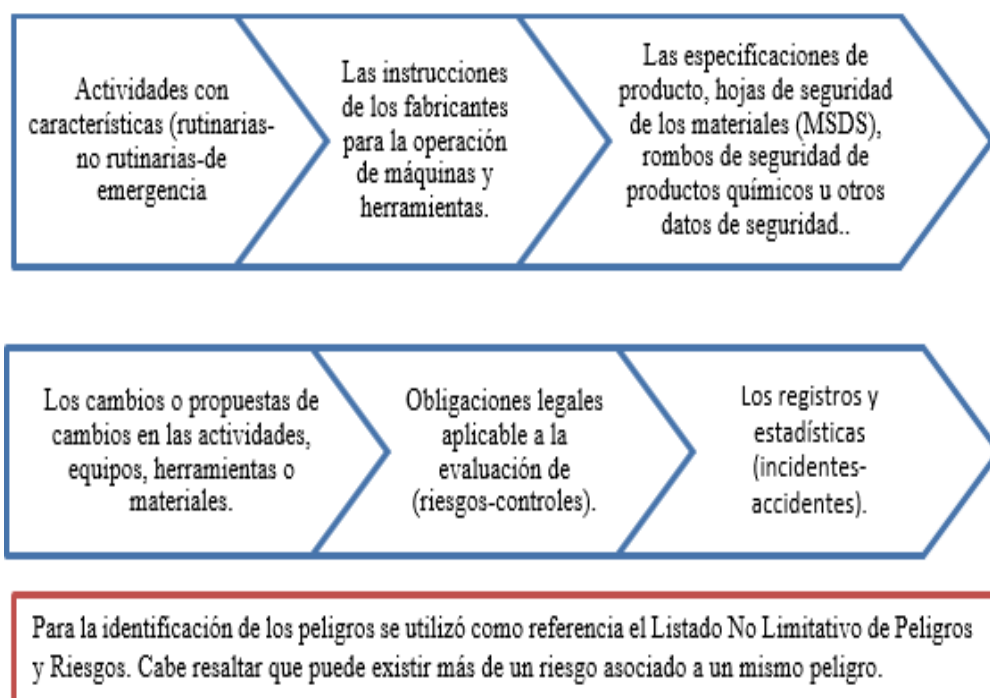 Actividades con
características (rutinarias-
no rutinarias-de
emergencia
Las instrucciones
de los fabricantes
para la operación
de máquinas y
herramientas.
Las especificaciones de
producto, hojas de seguridad
de los materiales (MSDS),
rombos de seguridad de
productos químicos u otros
datos de seguridad..
Los cambios o propuestas de
cambios en las actividades,
equipos, herramientas o
materiales.
Obligaciones legales
aplicable a la
evaluación de
(riesgos-controles).
Los registros y
estadísticas
(incidentes-
accidentes).
Para la identificación de los peligros se utilizó como referencia el Listado No Limitativo de Peligros
y Riesgos. Cabe resaltar que puede existir más de un riesgo asociado a un mismo peligro.